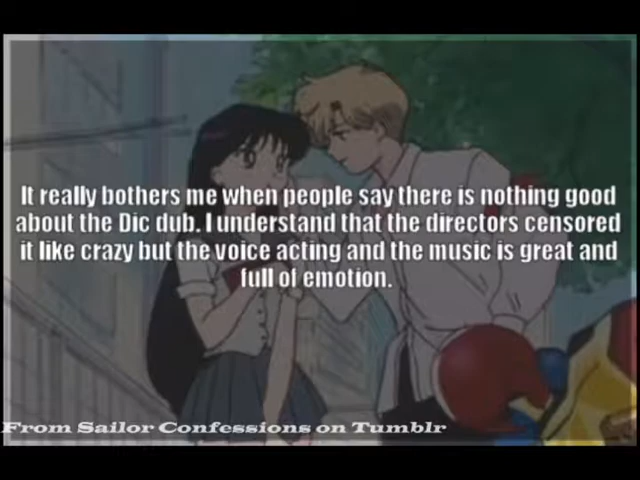 It really bothers me when people say there is nothing good
about the Dic dub. I understand that the directors censored
it like crazy but the voice acting and the music is great and
full of emotion.
From Sailor Confessions on Tumblr